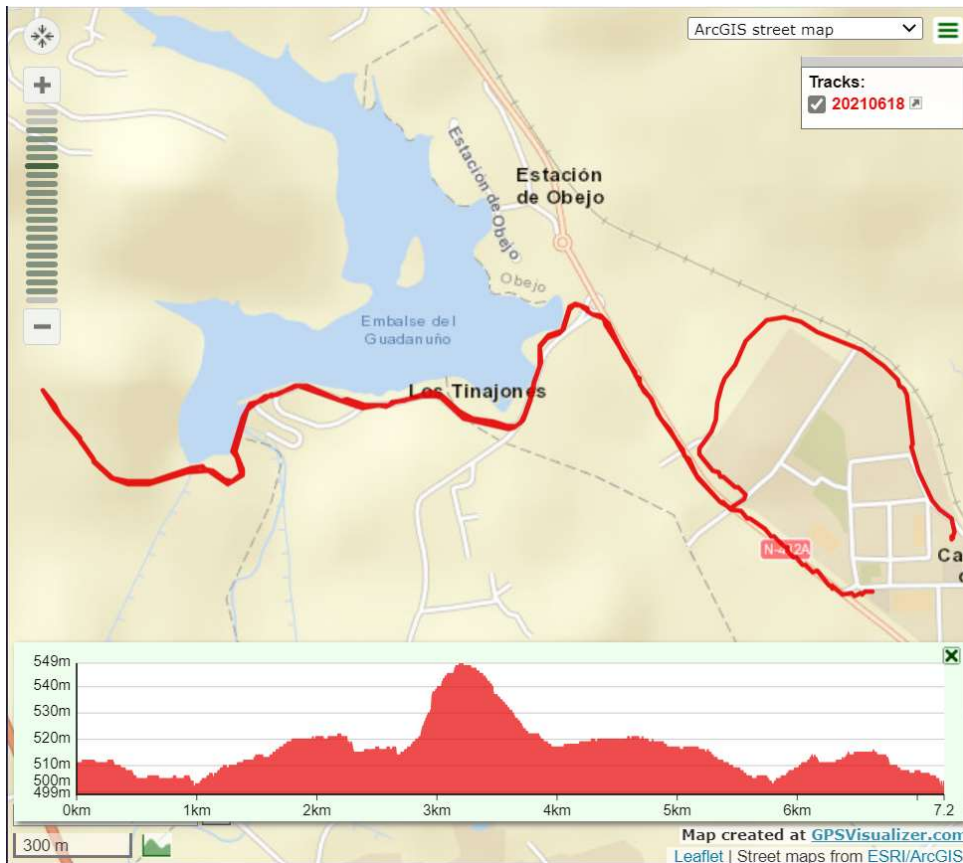 ArcGIS street map
Tracks:
20210618
Estación
de Obejo
Estación de Obejo
Obejo
Embalse del
Guadanuño
Los Tinajones
N-432A
Ca
549m
540m
530m
520m
510m
500m
499m
0km 1km 2km 3km 4km 5km 6km 7.2
300 m
Map created at GPSVisualizer.com
Leaflet | Street maps from ESRI/ArcGIS